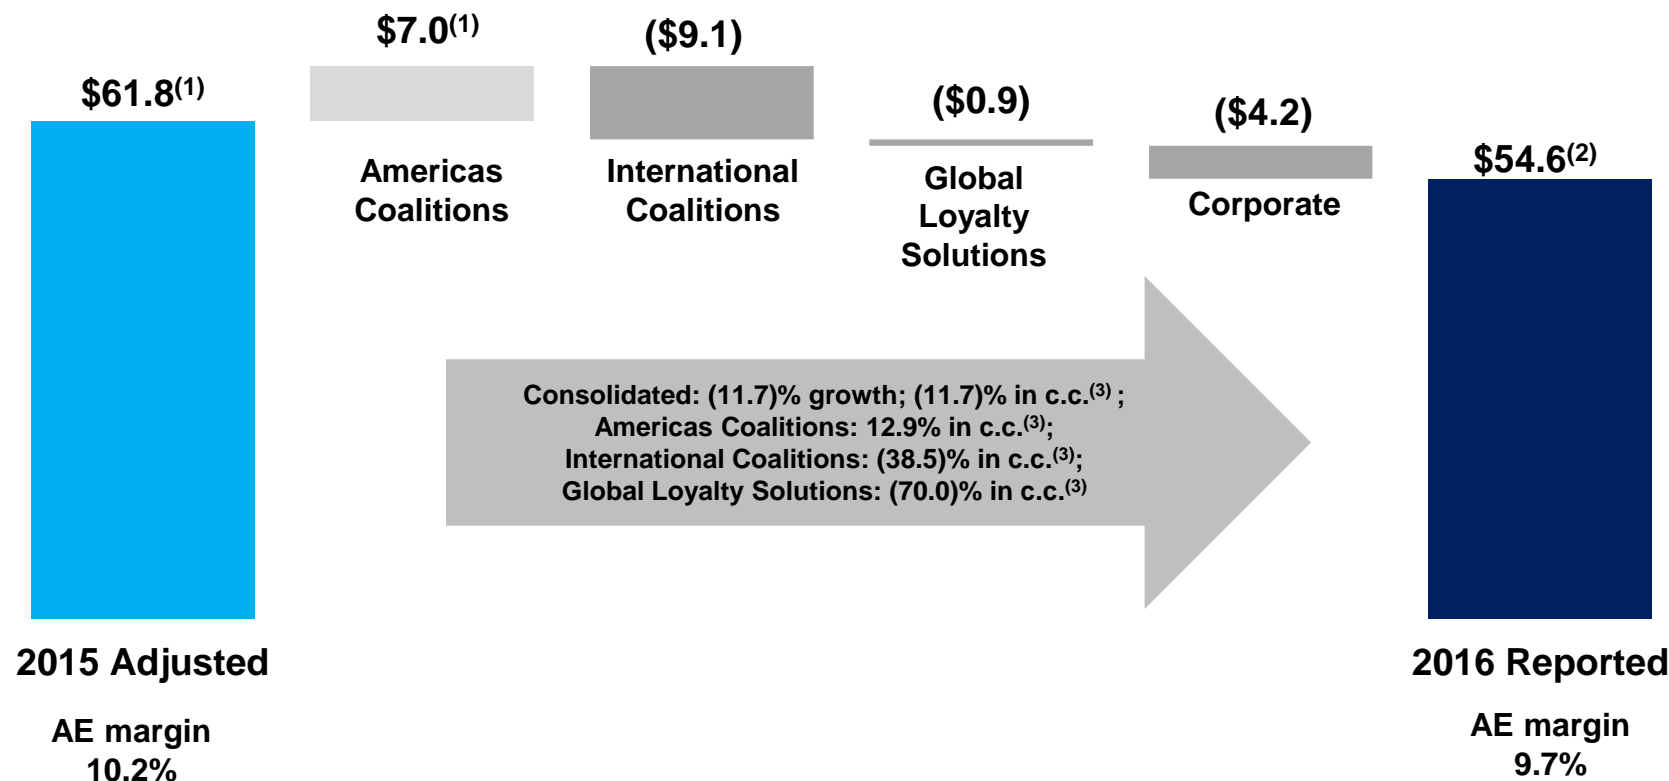 $7.0(1)
($9.1)
$61.8(1)
($0.9)
($4.2)
$54.6(2)
Americas
Coalitions
International
Coalitions
Global
Loyalty
Solutions
Corporate
Consolidated: (11.7)% growth; (11.7)% in c.c.(3) ;
Americas Coalitions: 12.9% in c.c.(3);
International Coalitions: (38.5)% in c.c.(3);
Global Loyalty Solutions: (70.0)% in c.c.(3)
2015 Adjusted
2016 Reported
AE margin
10.2%
AE margin
9.7%